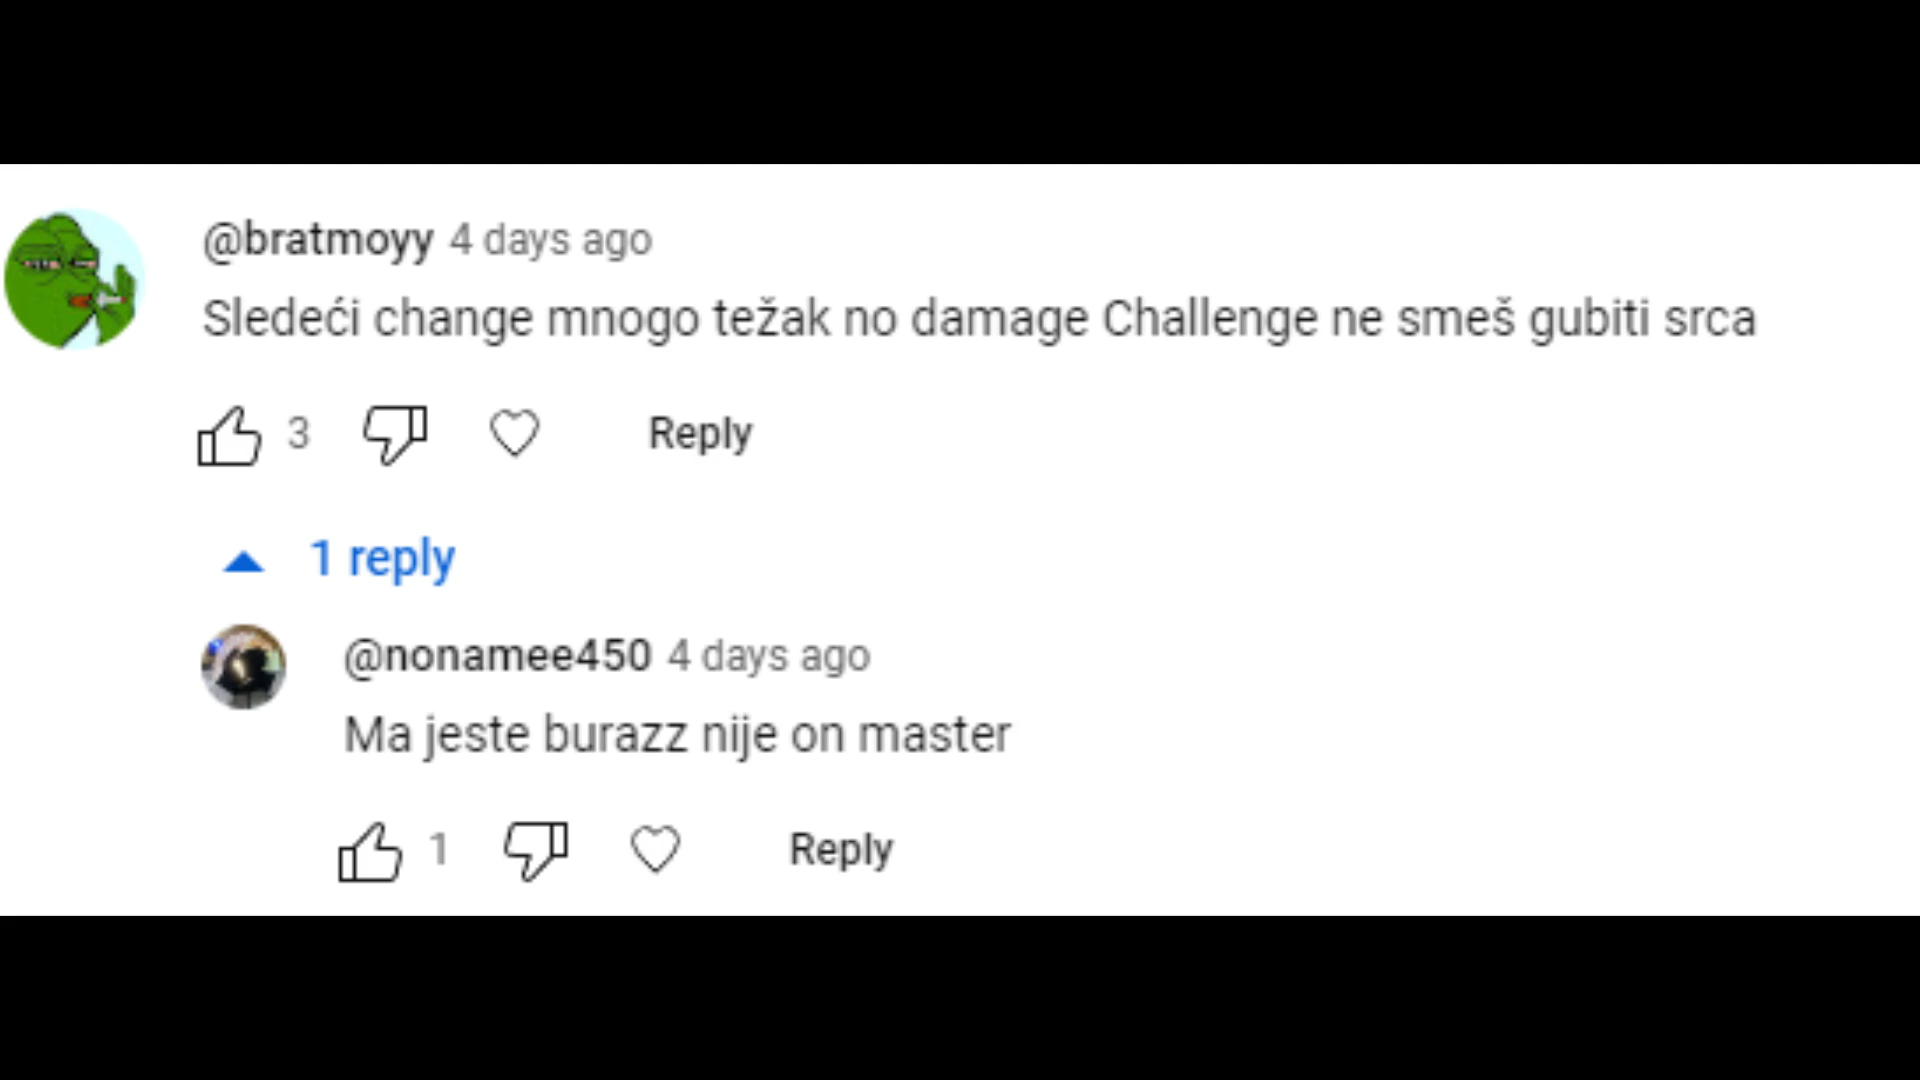 @bratmoyy 4 days ago
Sledeći change mnogo težak no damage Challenge ne smeš gubiti srca
3 Reply
1 reply
@nonamee450 4 days ago
Ma jeste burazz nije on master
1 Reply